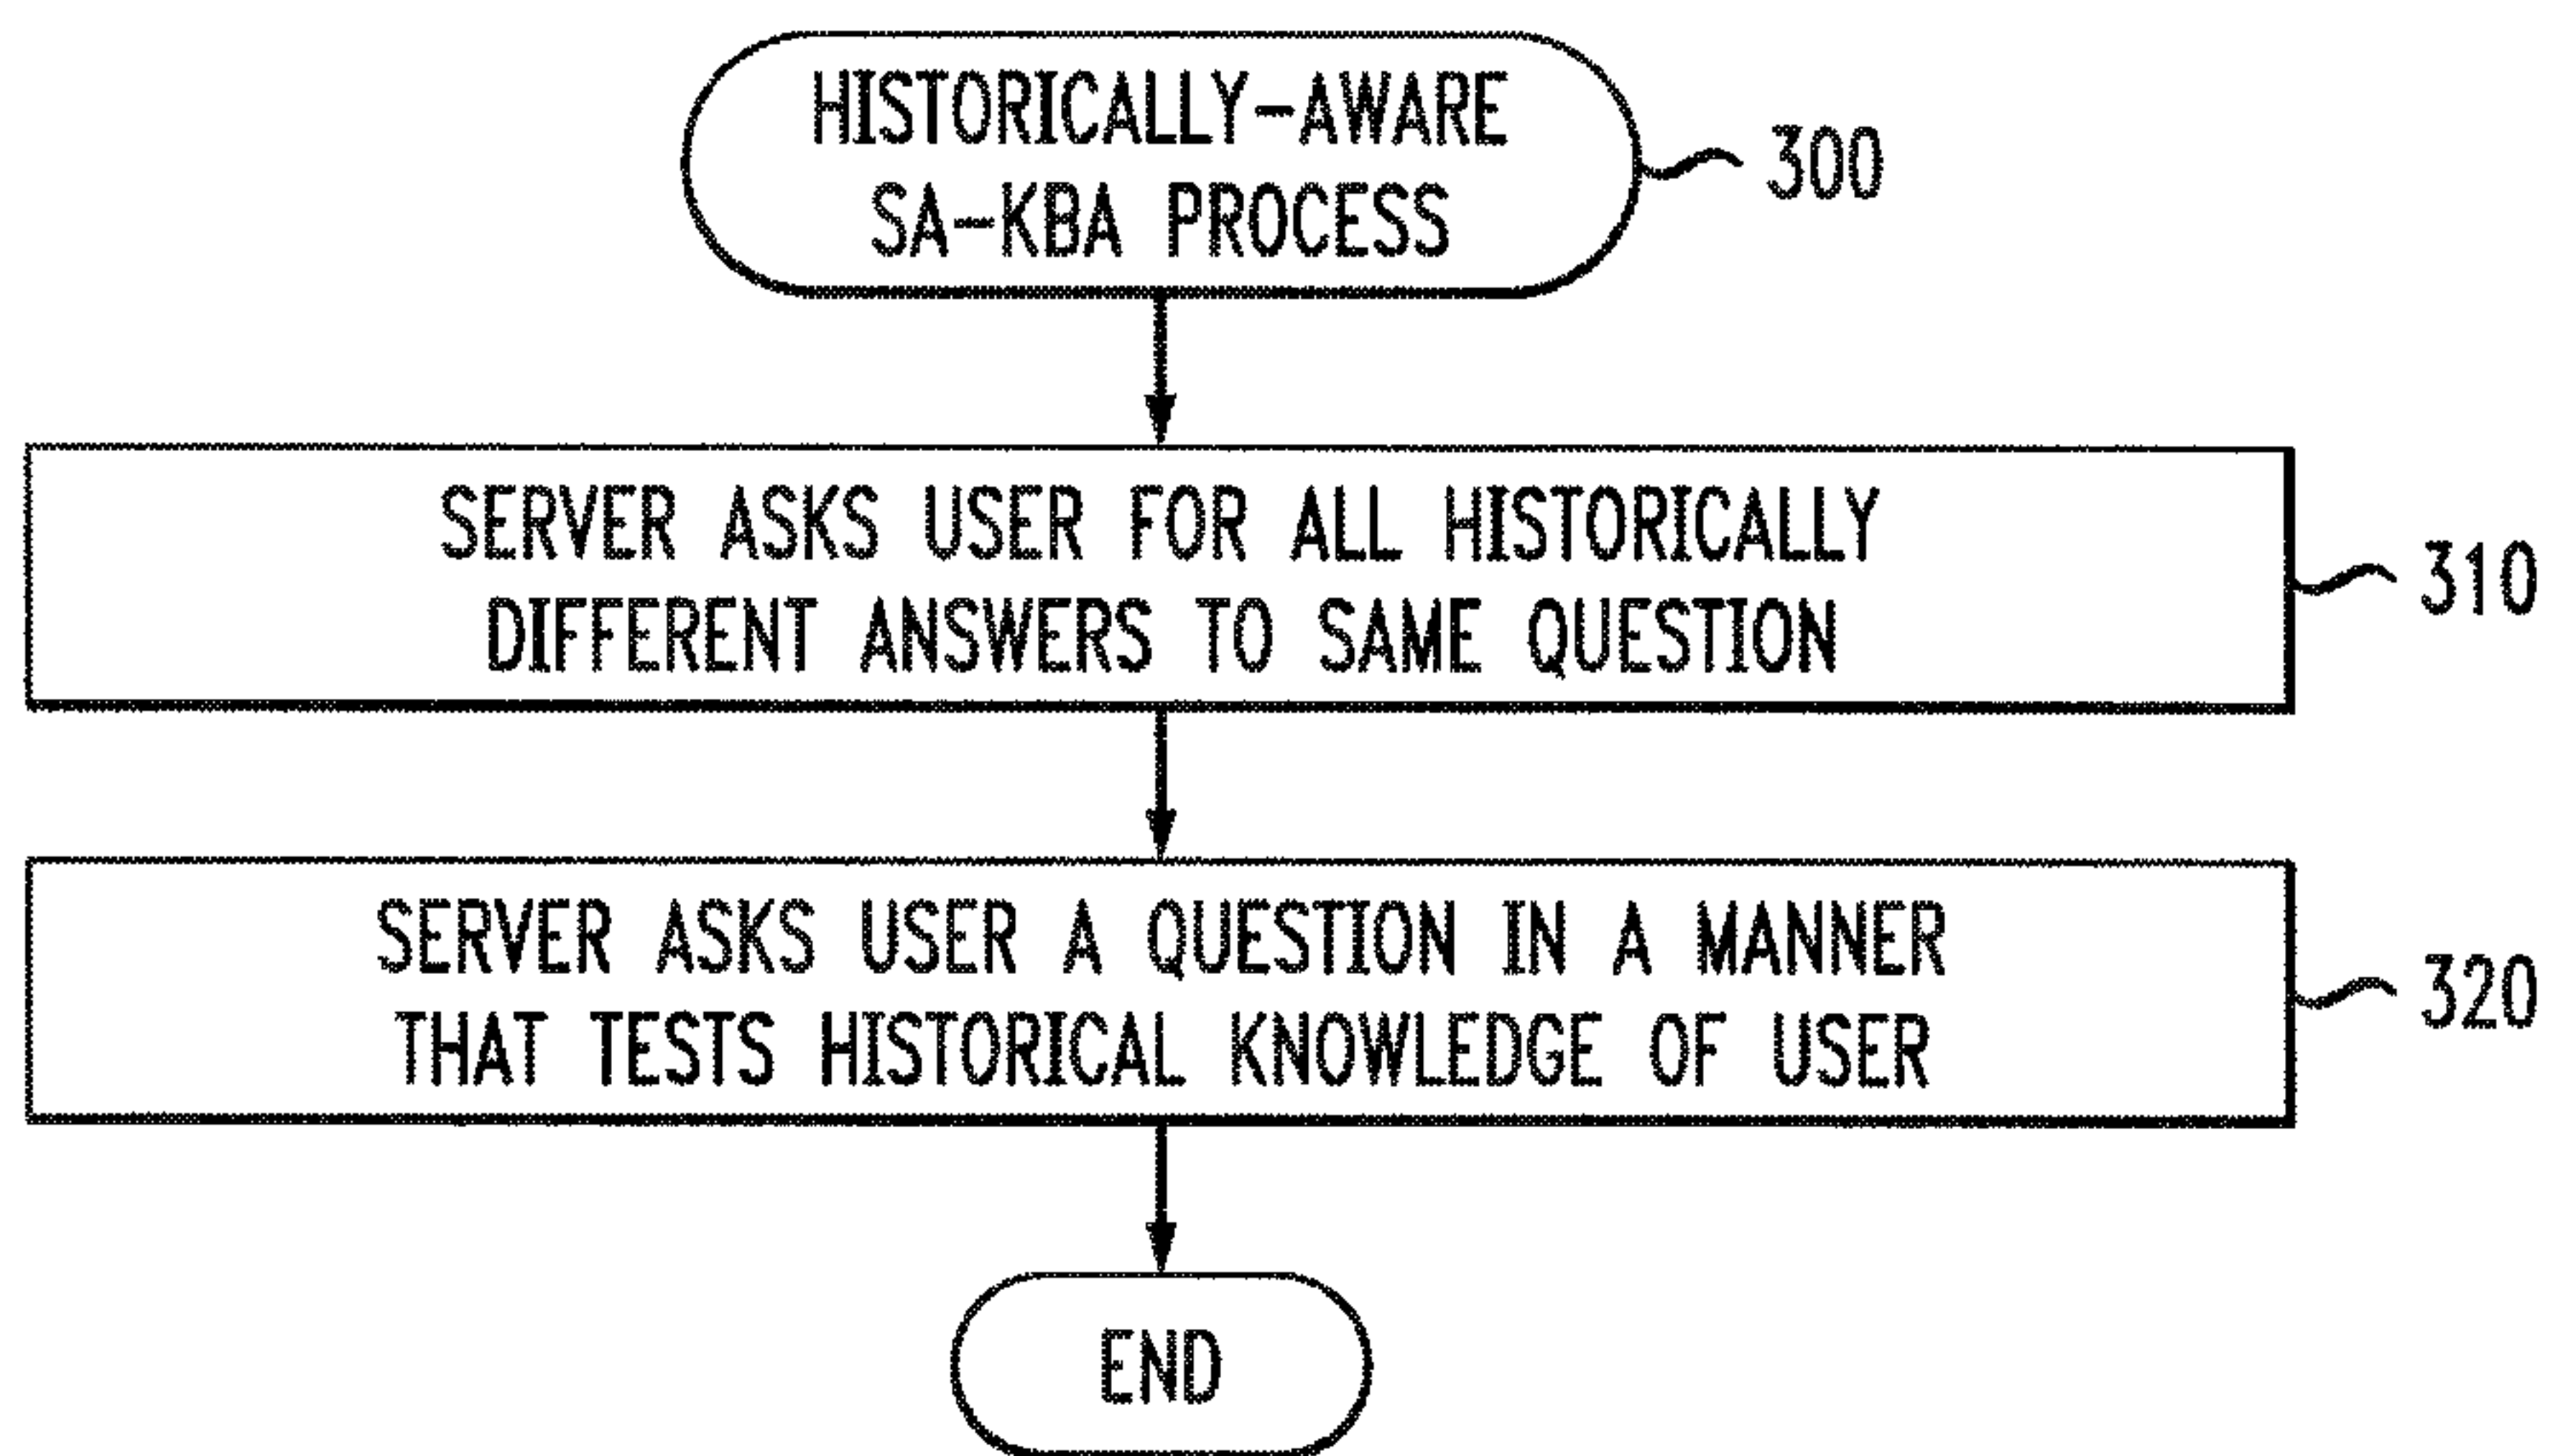 HISTORICALLY-AWARE
SA-KBA PROCESS
300
SERVER ASKS USER FOR ALL HISTORICALLY
DIFFERENT ANSWERS TO SAME QUESTION
310
SERVER ASKS USER A QUESTION IN A MANNER
THAT TESTS HISTORICAL KNOWLEDGE OF USER
320
END